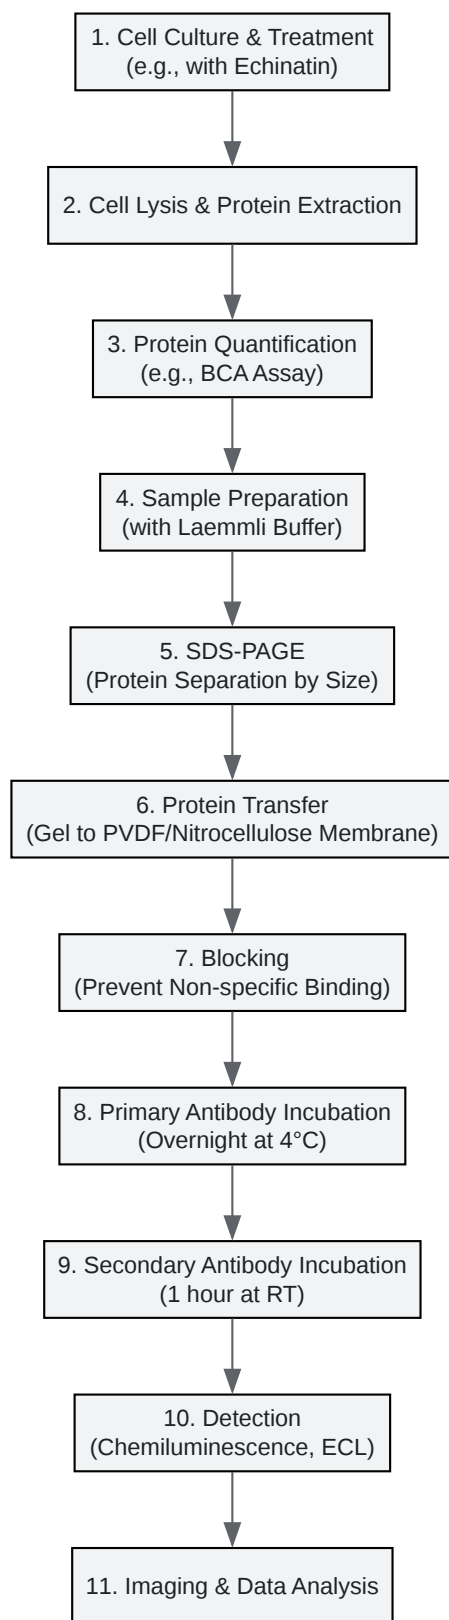 1. Cell Culture & Treatment
(e.g., with Echinatin)
2. Cell Lysis & Protein Extraction
3. Protein Quantification
(e.g., BCA Assay)
4. Sample Preparation
(with Laemmli Buffer)
5. SDS-PAGE
(Protein Separation by Size)
6. Protein Transfer
(Gel to PVDF/Nitrocellulose Membrane)
7. Blocking
(Prevent Non-specific Binding)
8. Primary Antibody Incubation
(Overnight at 4°C)
9. Secondary Antibody Incubation
(1 hour at RT)
10. Detection
(Chemiluminescence, ECL)
11. Imaging & Data Analysis